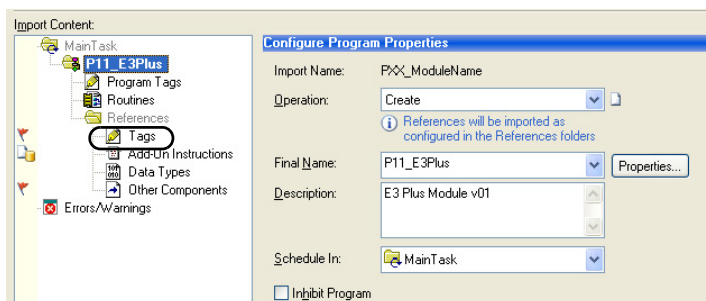 Import Content:
MainTask
P11_E3Plus
Program Tags
Routines
References
Tags
Add-On Instructions
Data Types
Other Components
Errors/Warnings
Configure Program Properties
Import Name: PXX_ModuleName
Operation: Create
References will be imported as
configured in the References folders
Final Name: P11_E3Plus Properties...
Description: E3 Plus Module v01
Schedule In: MainTask
Inhibit Program